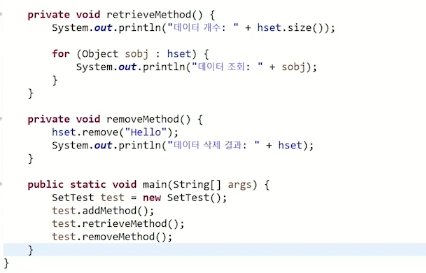 private void retrieveMethod() {
System.out.println("데이터 개수: " + hset.size());
for (Object sobj : hset) {
System.out.println("데이터 조회: " + sobj);
}
}
private void removeMethod() {
hset.remove("Hello");
System.out.println("데이터 삭제 결과: " + hset);
}
public static void main(String[] args) {
SetTest test = new SetTest();
test.addMethod();
test.retrieveMethod();
test.removeMethod();
}
}